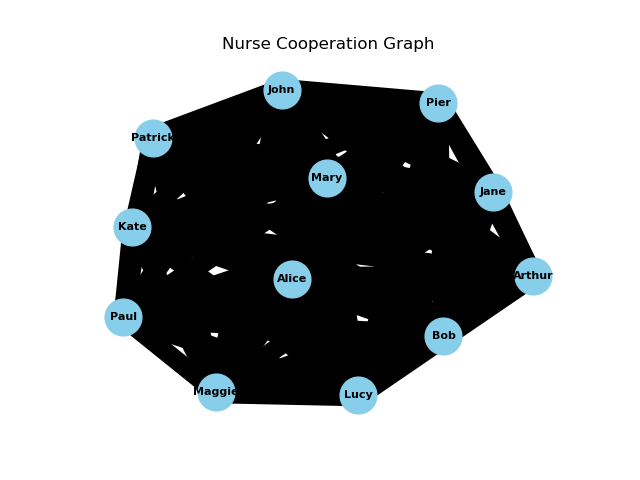 Nurse Cooperation Graph
John
Pier
Patrick
Mary
Jane
Kate
Arthur
Alice
Paul
Bob
Maggie
Lucy